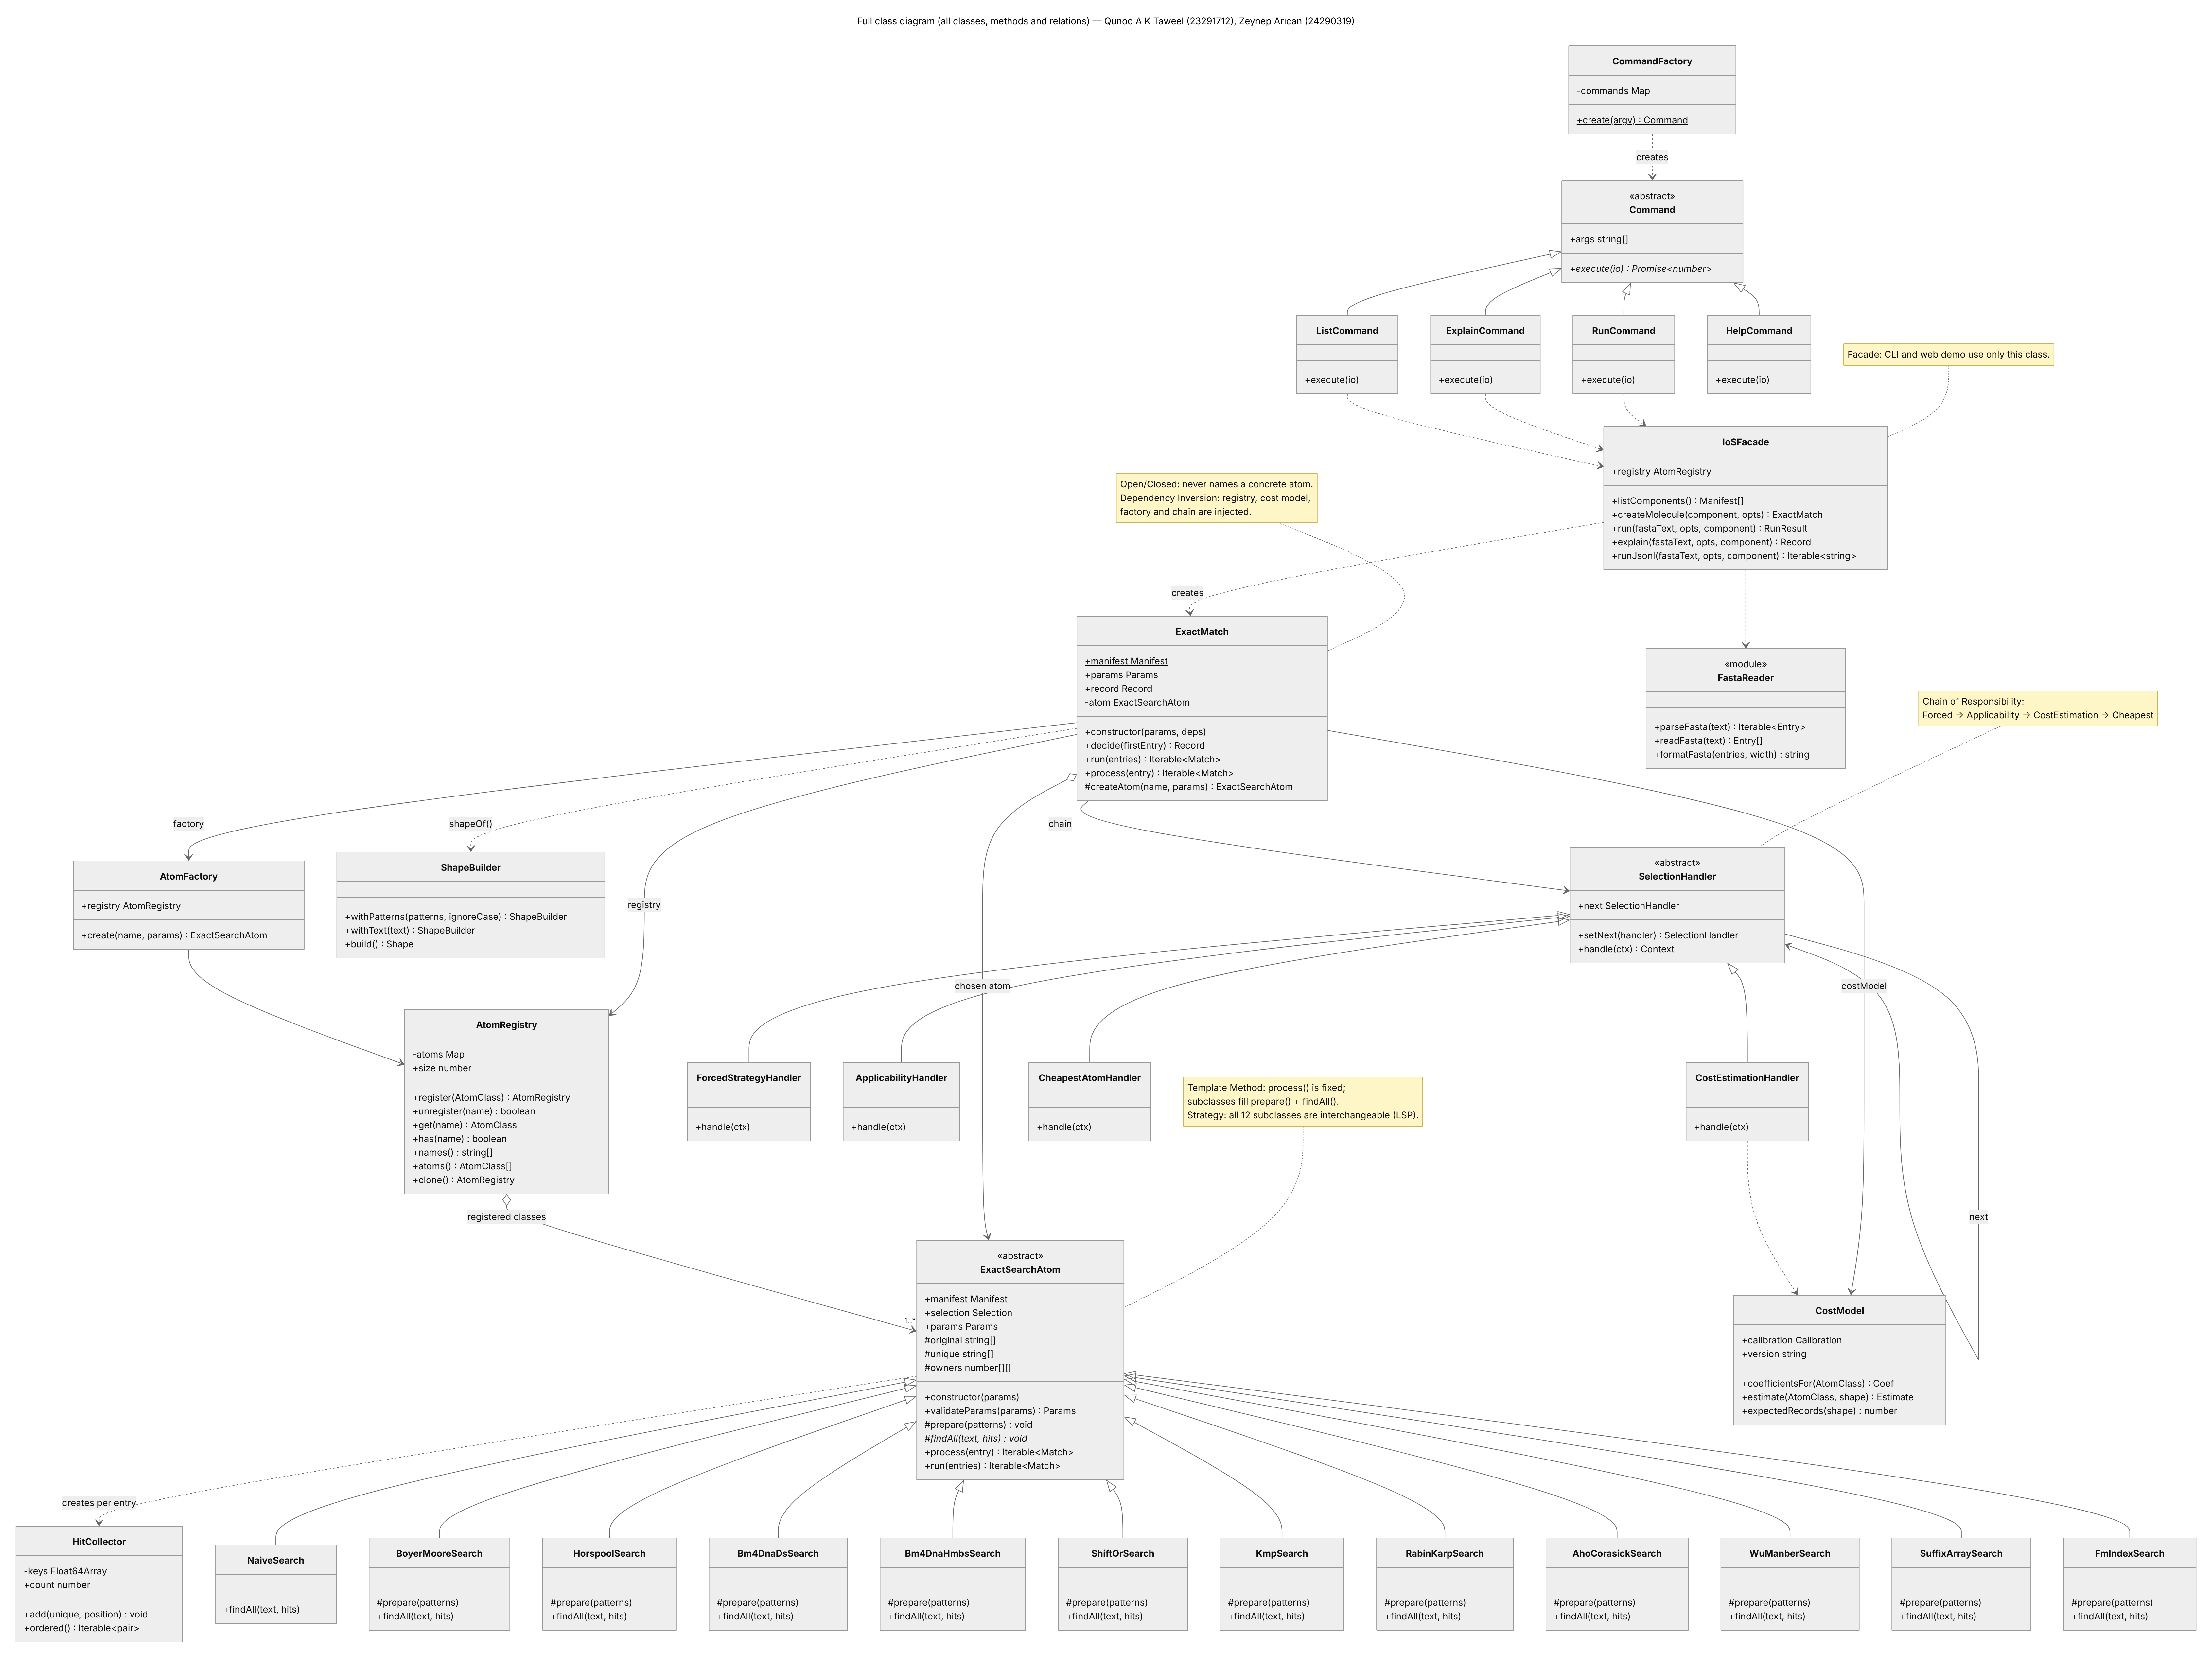 Full class diagram (all classes, methods and relations) — Qunoo A K Taweel (23291712), Zeynep Arıcan (24290319)
CommandFactory
-commands Map
+create(argv) : Command
creates
«abstract»
Command
+args string[]
+execute(io) : Promise<number>
ListCommand
+execute(io)
ExplainCommand
+execute(io)
RunCommand
+execute(io)
HelpCommand
+execute(io)
Facade: CLI and web demo use only this class.
IoSFacade
+registry AtomRegistry
+listComponents() : Manifest[]
+createMolecule(component, opts) : ExactMatch
+run(fastaText, opts, component) : RunResult
+explain(fastaText, opts, component) : Record
+runJsonl(fastaText, opts, component) : Iterable<string>
Open/Closed: never names a concrete atom.
Dependency Inversion: registry, cost model,
factory and chain are injected.
creates
ExactMatch
+manifest Manifest
+params Params
+record Record
-atom ExactSearchAtom
+constructor(params, deps)
+decide(firstEntry) : Record
+run(entries) : Iterable<Match>
+process(entry) : Iterable<Match>
#createAtom(name, params) : ExactSearchAtom
«module»
FastaReader
+parseFasta(text) : Iterable<Entry>
+readFasta(text) : Entry[]
+formatFasta(entries, width) : string
Chain of Responsibility:
Forced → Applicability → CostEstimation → Cheapest
factory
shapeOf()
chain
AtomFactory
+registry AtomRegistry
+create(name, params) : ExactSearchAtom
ShapeBuilder
+withPatterns(patterns, ignoreCase) : ShapeBuilder
+withText(text) : ShapeBuilder
+build() : Shape
registry
«abstract»
SelectionHandler
+next SelectionHandler
+setNext(handler) : SelectionHandler
+handle(ctx) : Context
chosen atom
costModel
AtomRegistry
-atoms Map
+size number
+register(AtomClass) : AtomRegistry
+unregister(name) : boolean
+get(name) : AtomClass
+has(name) : boolean
+names() : string[]
+atoms() : AtomClass[]
+clone() : AtomRegistry
ForcedStrategyHandler
+handle(ctx)
ApplicabilityHandler
+handle(ctx)
CheapestAtomHandler
+handle(ctx)
Template Method: process() is fixed;
subclasses fill prepare() + findAll().
Strategy: all 12 subclasses are interchangeable (LSP).
CostEstimationHandler
+handle(ctx)
registered classes
next
1..*
«abstract»
ExactSearchAtom
+manifest Manifest
+selection Selection
+params Params
#original string[]
#unique string[]
#owners number[][]
+constructor(params)
+validateParams(params) : Params
#prepare(patterns) : void
#findAll(text, hits) : void
+process(entry) : Iterable<Match>
+run(entries) : Iterable<Match>
CostModel
+calibration Calibration
+version string
+coefficientsFor(AtomClass) : Coef
+estimate(AtomClass, shape) : Estimate
+expectedRecords(shape) : number
creates per entry
HitCollector
-keys Float64Array
+count number
+add(unique, position) : void
+ordered() : Iterable<pair>
NaiveSearch
+findAll(text, hits)
BoyerMooreSearch
#prepare(patterns)
+findAll(text, hits)
HorspoolSearch
#prepare(patterns)
+findAll(text, hits)
Bm4DnaDsSearch
#prepare(patterns)
+findAll(text, hits)
Bm4DnaHmbsSearch
#prepare(patterns)
+findAll(text, hits)
ShiftOrSearch
#prepare(patterns)
+findAll(text, hits)
KmpSearch
#prepare(patterns)
+findAll(text, hits)
RabinKarpSearch
#prepare(patterns)
+findAll(text, hits)
AhoCorasickSearch
#prepare(patterns)
+findAll(text, hits)
WuManberSearch
#prepare(patterns)
+findAll(text, hits)
SuffixArraySearch
#prepare(patterns)
+findAll(text, hits)
FmIndexSearch
#prepare(patterns)
+findAll(text, hits)